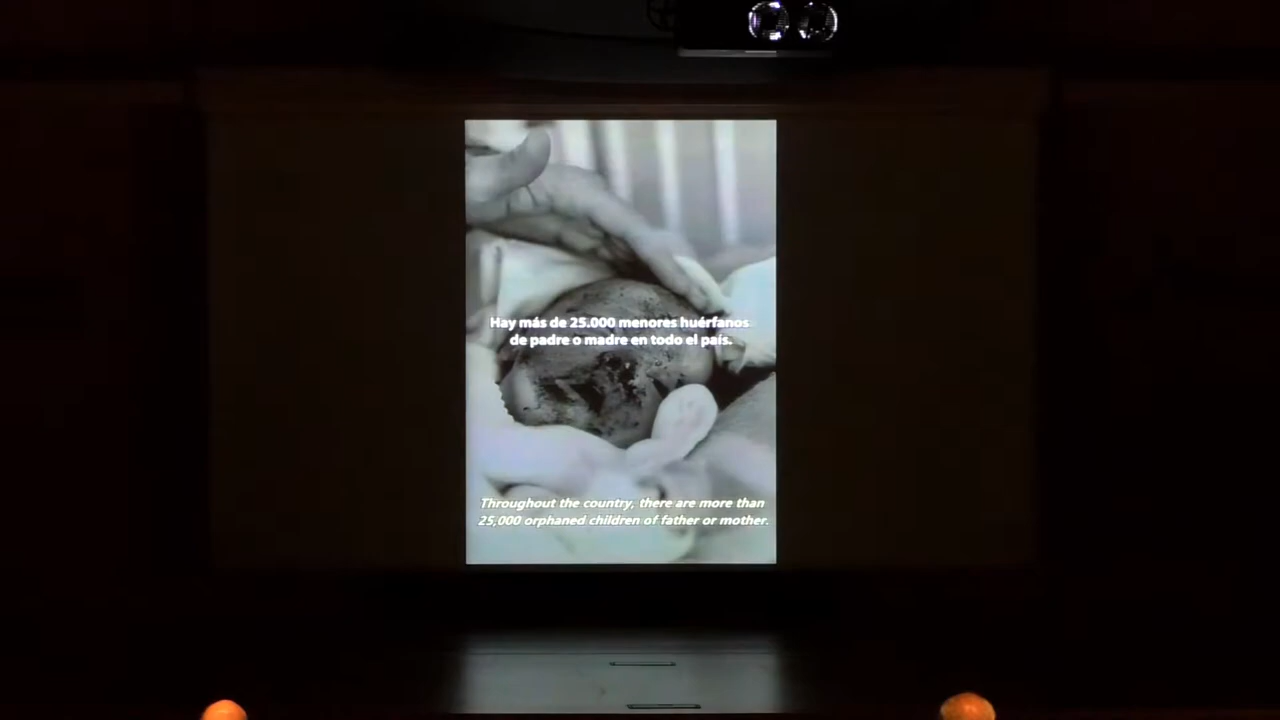 Hay más de 25.000 menores huérfanos
de padre o madre en todo el país.
Throughout the country, there are more than
25,000 orphaned children of father or mother.